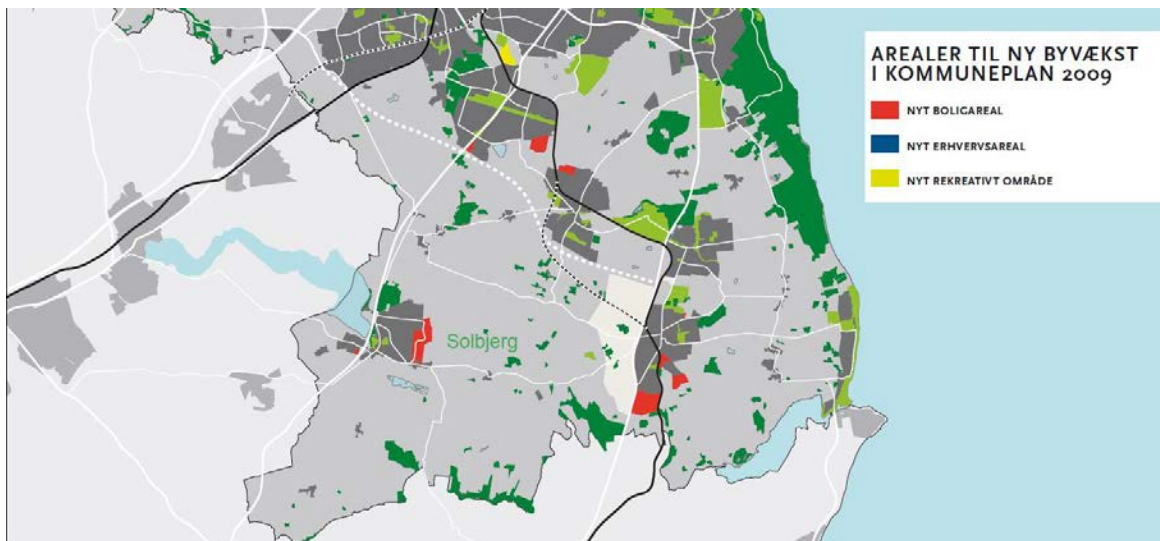 AREALER TIL NY BYVÆKST
I KOMMUNEPLAN 2009
NYT BOLIGAREAL
NYT ERHVERVSAREAL
NYT REKREATIVT OMRÅDE
Solbjerg